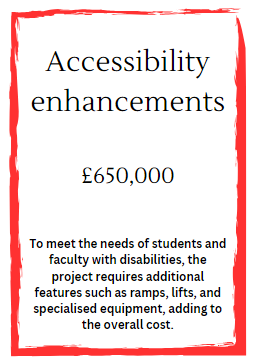 Accessibility
enhancements
£650,000
To meet the needs of students and
faculty with disabilities, the
project requires additional
features such as ramps, lifts, and
specialised equipment, adding to
the overall cost.